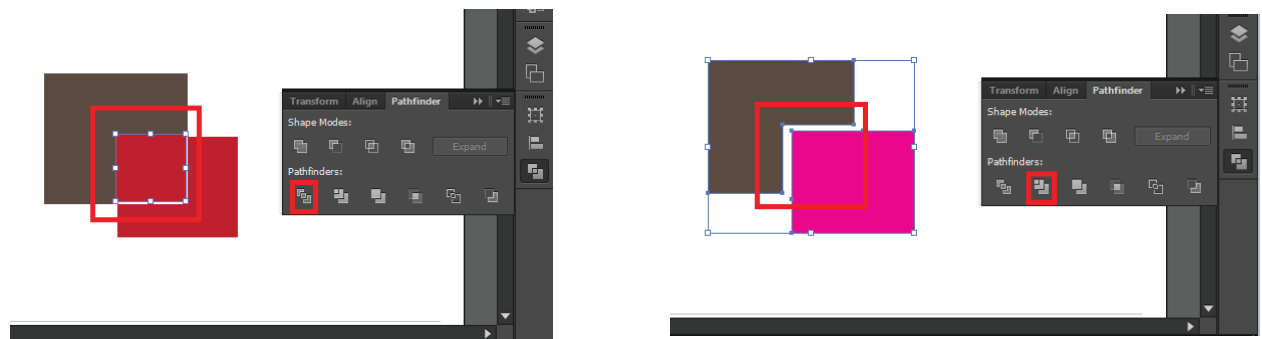 Transform Align Pathfinder
Shape Modes:
Expand
Pathfinders:
Transform Align Pathfinder
Shape Modes:
Expand
Pathfinders: